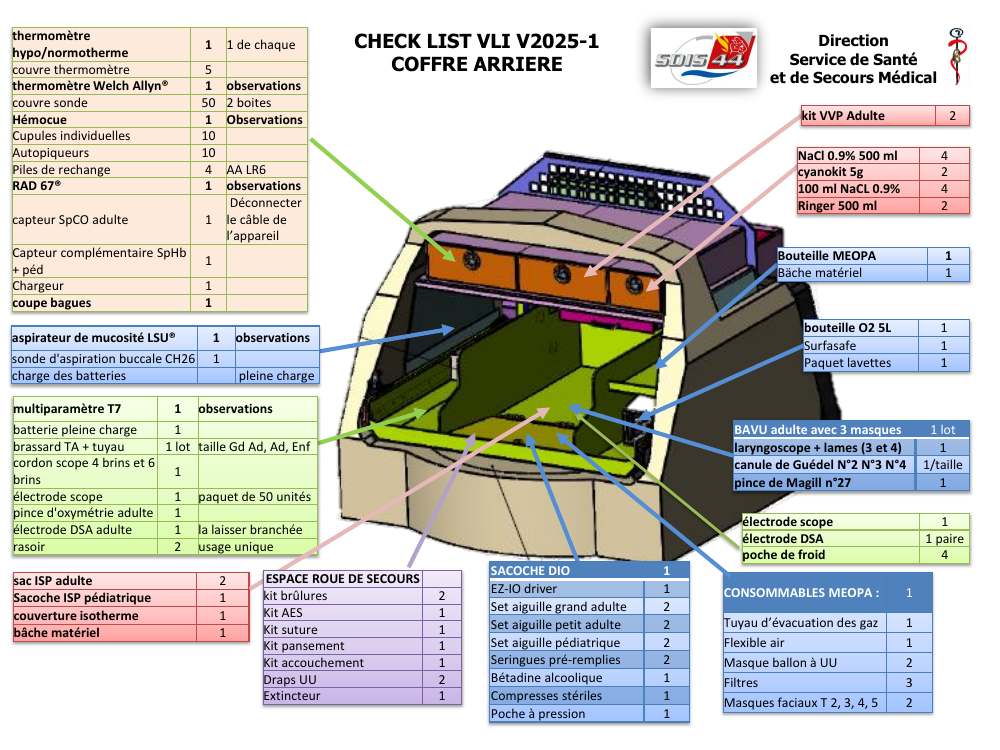 CHECK LIST VLI V2025-1
COFFRE ARRIERE
SDIS 44
Direction
Service de Santé
et de Secours Médical
thermomètre
hypo/normotherme 1 1 de chaque
couvre thermomètre 5
thermomètre Welch Allyn® 1 observations
couvre sonde 50 2 boites
Hémocue 1 Observations
Cupules individuelles 10
Autopiqueurs 10
Piles de rechange 4 AA LR6
RAD 67® 1 observations
capteur SpCO adulte 1 Déconnecter
le câble de
l'appareil
Capteur complémentaire SpHb
+ péd 1
Chargeur 1
coupe bagues 1
kit VVP Adulte 2
NaCl 0.9% 500 ml 4
cyanokit 5g 2
100 ml NaCL 0.9% 4
Ringer 500 ml 2
Bouteille MEOPA 1
Bäche matériel 1
aspirateur de mucosité LSU® 1 observations
sonde d'aspiration buccale CH26 1
charge des batteries pleine charge
bouteille O2 5L 1
Surfasafe 1
Paquet lavettes 1
multiparamètre T7 1 observations
batterie pleine charge 1
brassard TA + tuyau 1 lot taille Gd Ad, Ad, Enf
cordon scope 4 brins et 6
brins 1
électrode scope 1 paquet de 50 unités
pince d'oxymétrie adulte 1
électrode DSA adulte 1 la laisser branchée
rasoir 2 usage unique
BAVU adulte avec 3 masques 1 lot
laryngoscope + lames (3 et 4) 1
canule de Guédel N°2 N°3 N°4 1/taille
pince de Magill n°27 1
électrode scope 1
électrode DSA 1 paire
poche de froid 4
sac ISP adulte 2
Sacoche ISP pédiatrique 1
couverture isotherme 1
bâche matériel 1
ESPACE ROUE DE SECOURS
kit brûlures 2
Kit AES 1
Kit suture 1
Kit pansement 1
Kit accouchement 1
Draps UU 2
Extincteur 1
SACOCHE DIO 1
EZ-IO driver 1
Set aiguille grand adulte 2
Set aiguille petit adulte 2
Set aiguille pédiatrique 2
Seringues pré-remplies 2
Bétadine alcoolique 1
Compresses stériles 1
Poche à pression 1
CONSOMMABLES MEOPA : 1
Tuyau d'évacuation des gaz 1
Flexible air 1
Masque ballon à UU 2
Filtres 3
Masques faciaux T 2, 3, 4, 5 2